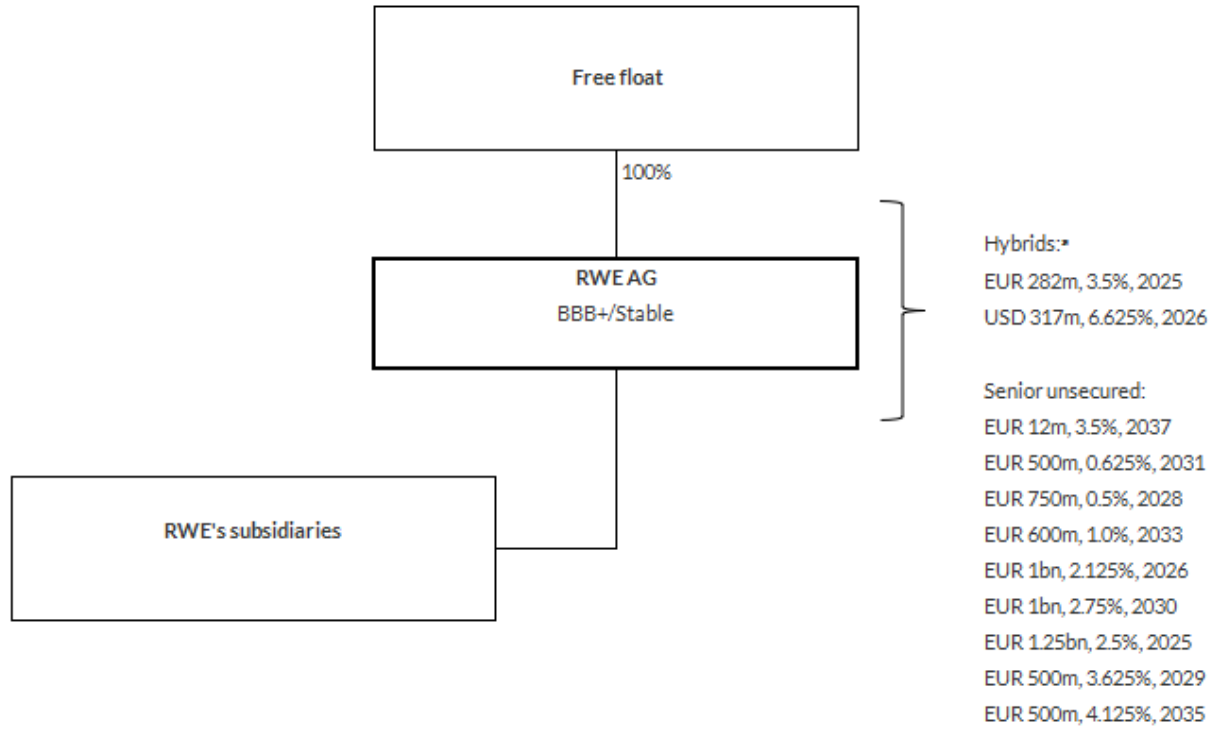 Free float
100%
RWE AG
BBB+/Stable
RWE's subsidiaries
Hybrids:ª
EUR 282m, 3.5%, 2025
USD 317m, 6.625%, 2026
Senior unsecured:
EUR 12m, 3.5%, 2037
EUR 500m, 0.625%, 2031
EUR 750m, 0.5%, 2028
EUR 600m, 1.0%, 2033
EUR 1bn, 2.125%, 2026
EUR 1bn, 2.75%, 2030
EUR 1.25bn, 2.5%, 2025
EUR 500m, 3.625%, 2029
EUR 500m, 4.125%, 2035